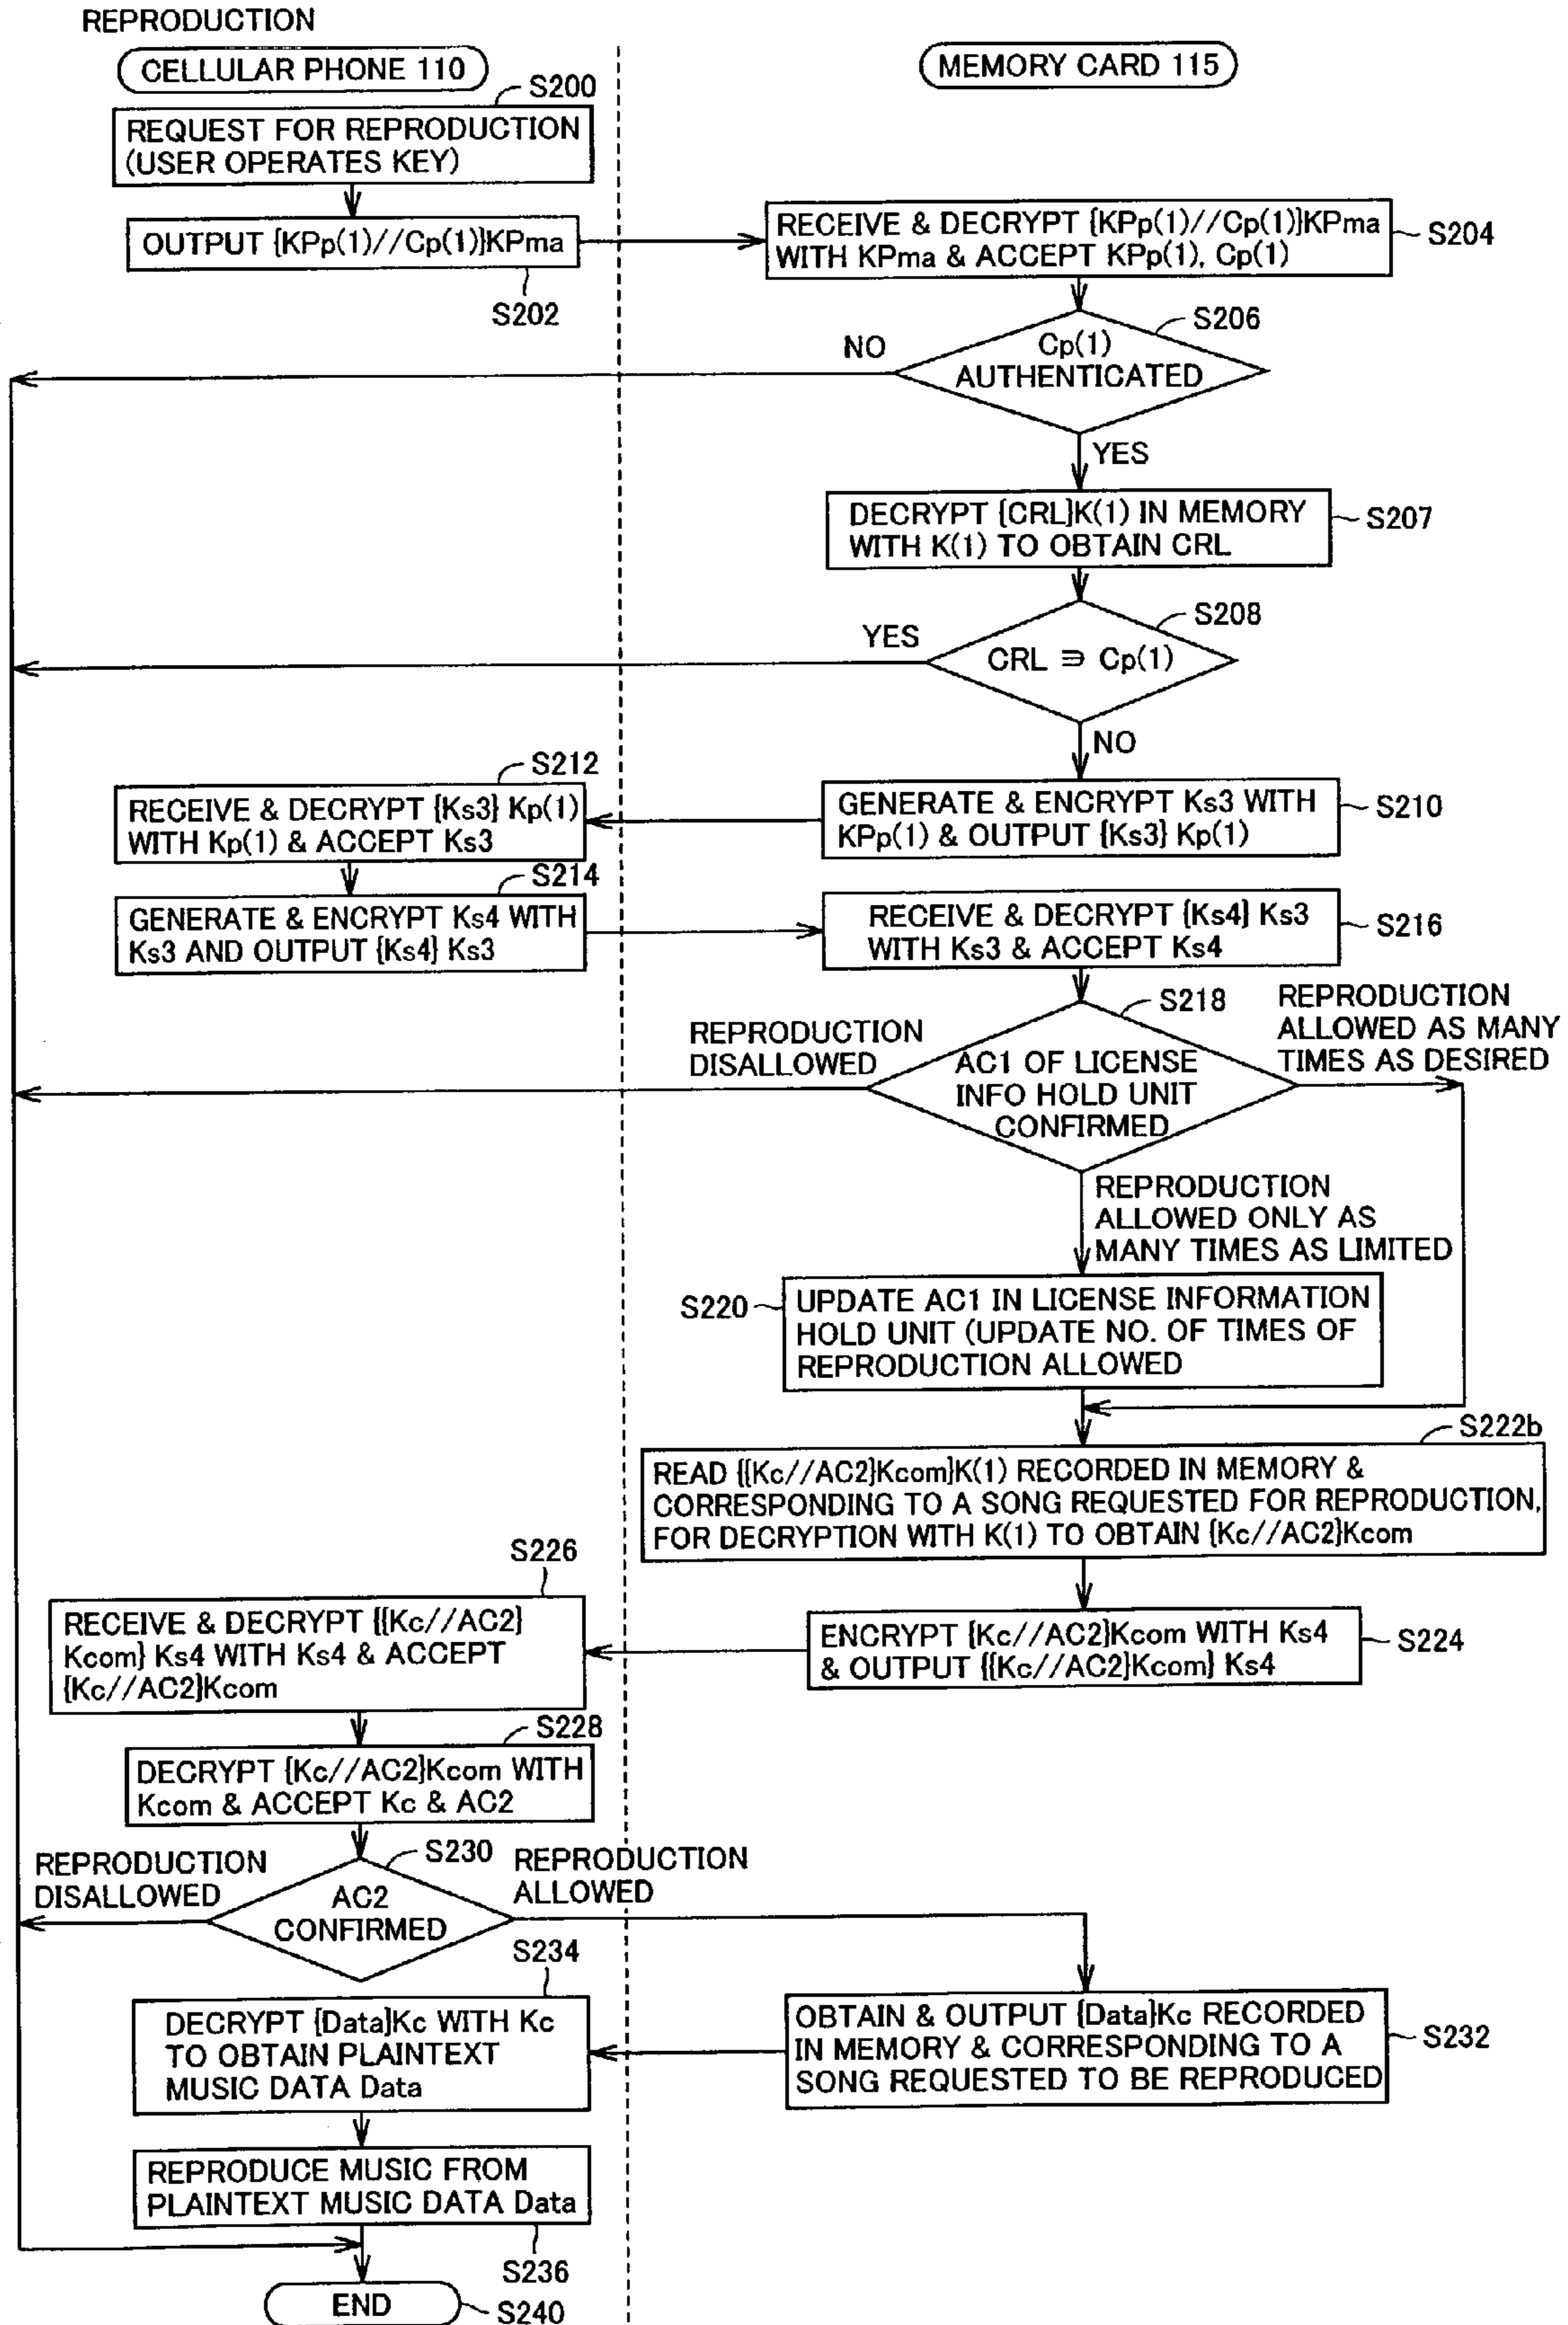 REPRODUCTION
CELLULAR PHONE 110
MEMORY CARD 115
S200
REQUEST FOR REPRODUCTION
(USER OPERATES KEY)
OUTPUT {KPp(1)//Cp(1)}KPma
S202
RECEIVE & DECRYPT {KPp(1)//Cp(1)}KPma
WITH KPma & ACCEPT KPp(1), Cp(1)
S204
S206
Cp(1)
AUTHENTICATED
NO
YES
DECRYPT {CRL}K(1) IN MEMORY
WITH K(1) TO OBTAIN CRL
S207
S208
CRL ∋ Cp(1)
YES
NO
GENERATE & ENCRYPT Ks3 WITH
KPp(1) & OUTPUT {Ks3} Kp(1)
S210
S212
RECEIVE & DECRYPT {Ks3} Kp(1)
WITH Kp(1) & ACCEPT Ks3
S214
GENERATE & ENCRYPT Ks4 WITH
Ks3 AND OUTPUT {Ks4} Ks3
RECEIVE & DECRYPT {Ks4} Ks3
WITH Ks3 & ACCEPT Ks4
S216
S218
AC1 OF LICENSE
INFO HOLD UNIT
CONFIRMED
REPRODUCTION
DISALLOWED
REPRODUCTION
ALLOWED AS MANY
TIMES AS DESIRED
REPRODUCTION
ALLOWED ONLY AS
MANY TIMES AS LIMITED
S220
UPDATE AC1 IN LICENSE INFORMATION
HOLD UNIT (UPDATE NO. OF TIMES OF
REPRODUCTION ALLOWED
S222b
READ {{Kc//AC2}Kcom}K(1) RECORDED IN MEMORY &
CORRESPONDING TO A SONG REQUESTED FOR REPRODUCTION,
FOR DECRYPTION WITH K(1) TO OBTAIN {Kc//AC2}Kcom
ENCRYPT {Kc//AC2}Kcom WITH Ks4
& OUTPUT {{Kc//AC2}Kcom} Ks4
S224
S226
RECEIVE & DECRYPT {{Kc//AC2}
Kcom} Ks4 WITH Ks4 & ACCEPT
{Kc//AC2}Kcom
S228
DECRYPT {Kc//AC2}Kcom WITH
Kcom & ACCEPT Kc & AC2
S230
AC2
CONFIRMED
REPRODUCTION
DISALLOWED
REPRODUCTION
ALLOWED
OBTAIN & OUTPUT {Data}Kc RECORDED
IN MEMORY & CORRESPONDING TO A
SONG REQUESTED TO BE REPRODUCED
S232
S234
DECRYPT {Data}Kc WITH Kc
TO OBTAIN PLAINTEXT
MUSIC DATA Data
REPRODUCE MUSIC FROM
PLAINTEXT MUSIC DATA Data
S236
END
S240